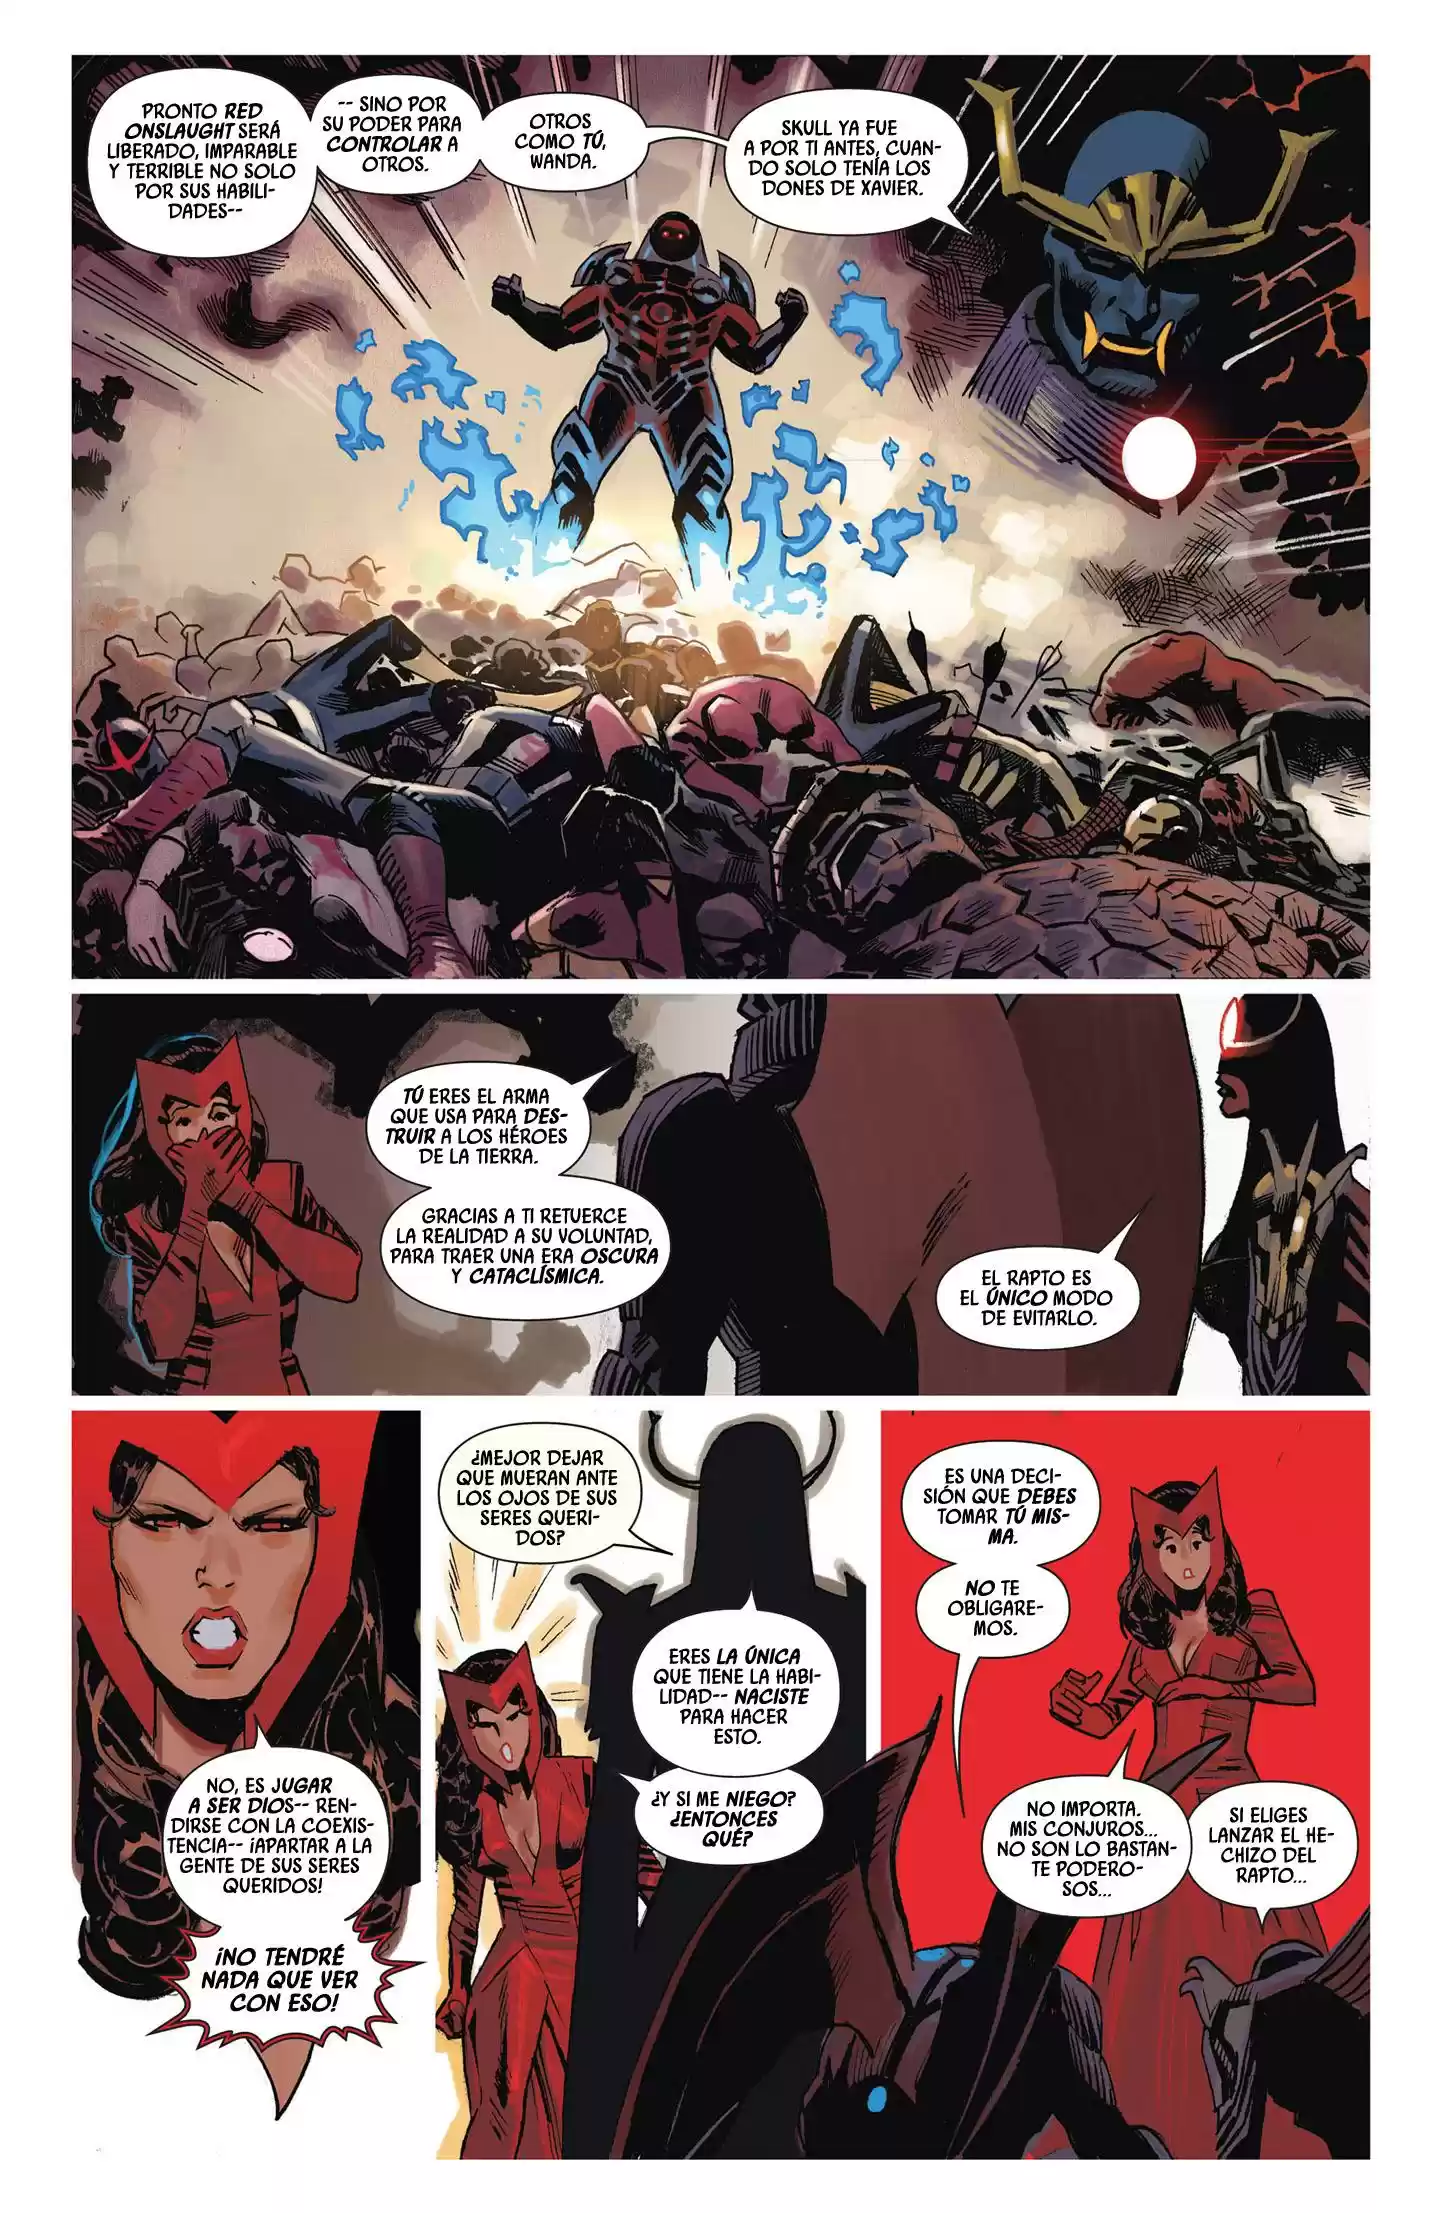 PRONTO RED
ONSLAUGHT SERÁ
LIBERADO, IMPARABLE
Y TERRIBLE NO SOLO
POR SUS HABILI-
DADES--
-- SINO POR
SU PODER PARA
CONTROLAR A
OTROS.
OTROS
COMO TÚ,
WANDA.
SKULL YA FUE
A POR TI ANTES, CUAN-
DO SOLO TENÍA LOS
DONES DE XAVIER.
TÚ ERES EL ARMA
QUE USA PARA DES-
TRUIR A LOS HÉROES
DE LA TIERRA.
GRACIAS A TI RETUERCE
LA REALIDAD A SU VOLUNTAD,
PARA TRAER UNA ERA OSCURA
Y CATACLÍSMICA.
EL RAPTO ES
EL ÚNICO MODO
DE EVITARLO.
NO, ES JUGAR
A SER DIOS-- REN-
DIRSE CON LA COEXIS-
TENCIA-- ¡APARTAR A LA
GENTE DE SUS SERES
QUERIDOS!
¡NO TENDRÉ
NADA QUE VER
CON ESO!
¿MEJOR DEJAR
QUE MUERAN ANTE
LOS OJOS DE SUS
SERES QUERI-
DOS?
ERES LA ÚNICA
QUE TIENE LA HABI-
LIDAD-- NACISTE
PARA HACER
ESTO.
¿Y SI ME NIEGO?
¿ENTONCES
QUÉ?
ES UNA DECI-
SIÓN QUE DEBES
TOMAR TÚ MIS-
MA.
NO TE
OBLIGARE-
MOS.
NO IMPORTA.
MIS CONJUROS...
NO SON LO BASTAN-
TE PODERO-
SOS...
SI ELIGES
LANZAR EL HE-
CHIZO DEL
RAPTO...